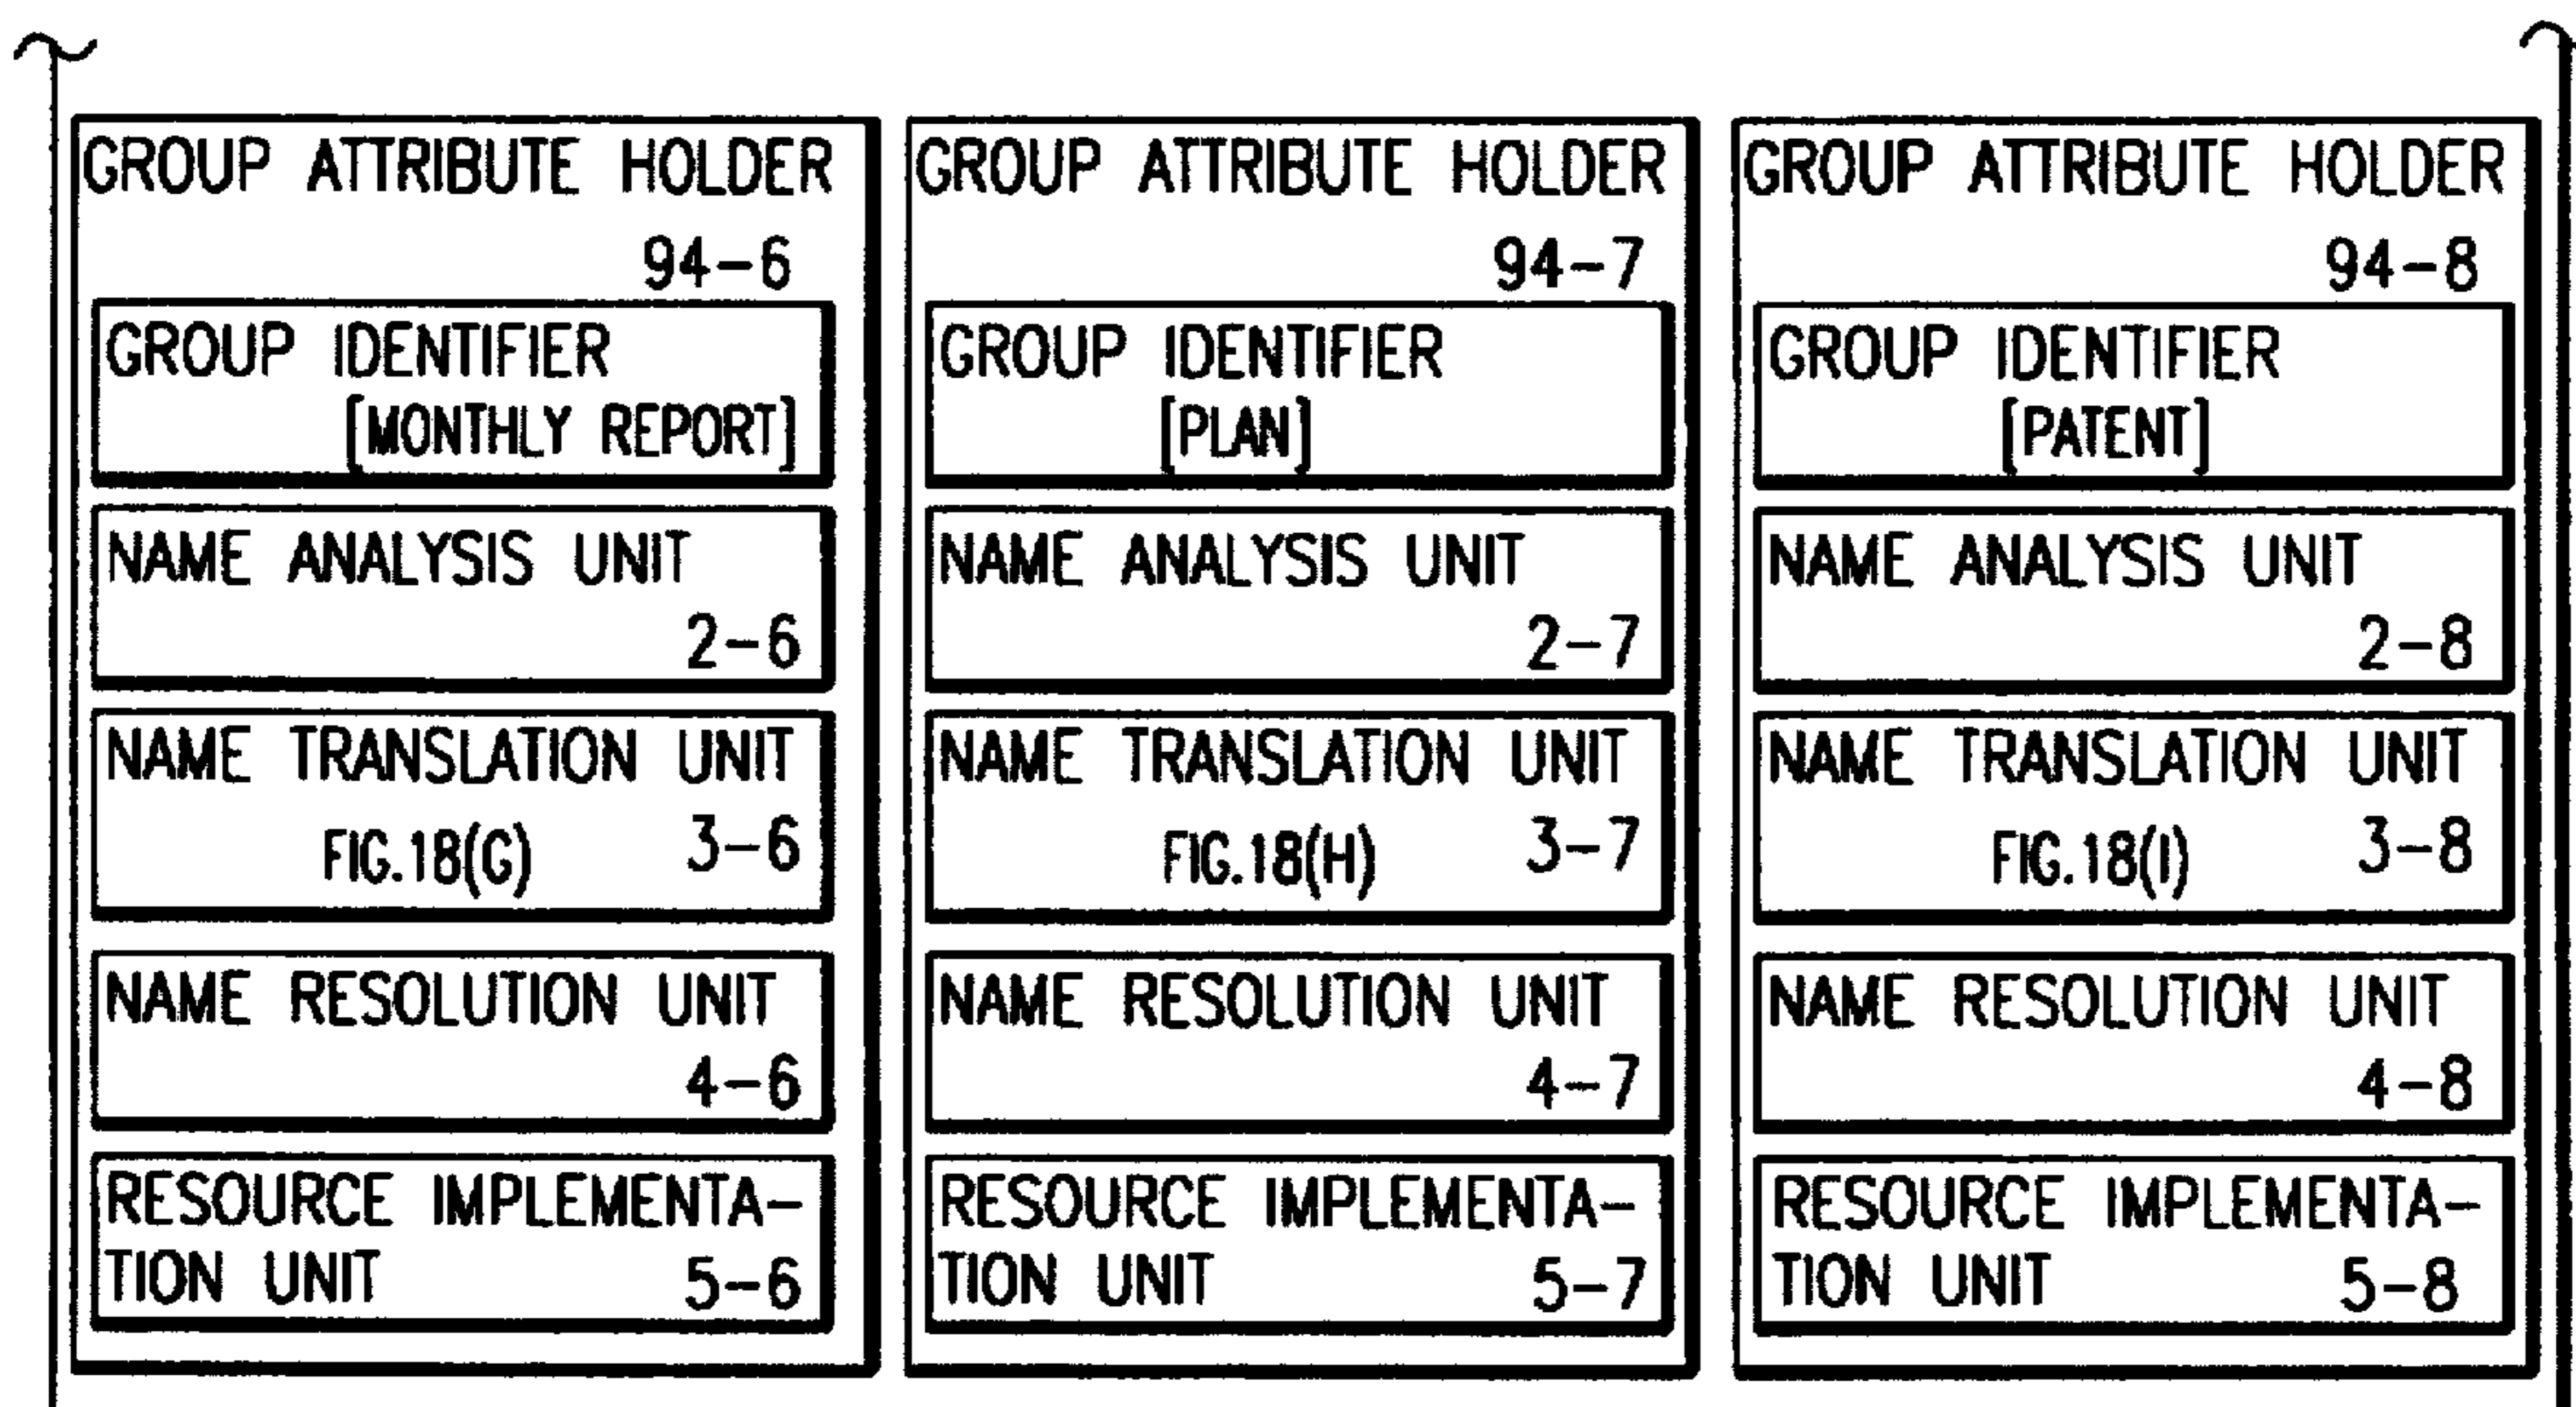 GROUP ATTRIBUTE HOLDER
94-6
GROUP IDENTIFIER
[MONTHLY REPORT]
NAME ANALYSIS UNIT
2-6
NAME TRANSLATION UNIT
FIG.18(G) 3-6
NAME RESOLUTION UNIT
4-6
RESOURCE IMPLEMENTA-
TION UNIT 5-6
GROUP ATTRIBUTE HOLDER
94-7
GROUP IDENTIFIER
[PLAN]
NAME ANALYSIS UNIT
2-7
NAME TRANSLATION UNIT
FIG.18(H) 3-7
NAME RESOLUTION UNIT
4-7
RESOURCE IMPLEMENTA-
TION UNIT 5-7
GROUP ATTRIBUTE HOLDER
94-8
GROUP IDENTIFIER
[PATENT]
NAME ANALYSIS UNIT
2-8
NAME TRANSLATION UNIT
FIG.18(I) 3-8
NAME RESOLUTION UNIT
4-8
RESOURCE IMPLEMENTA-
TION UNIT 5-8